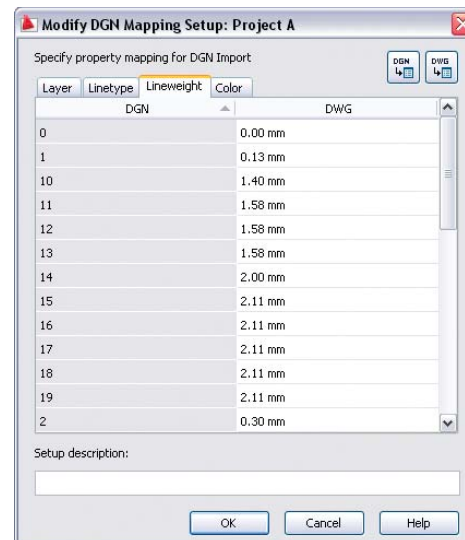 Modify DGN Mapping Setup: Project A
Specify property mapping for DGN Import
DGN
DWG
Layer Linetype Lineweight Color
DGN DWG
0 0.00 mm
1 0.13 mm
10 1.40 mm
11 1.58 mm
12 1.58 mm
13 1.58 mm
14 2.00 mm
15 2.11 mm
16 2.11 mm
17 2.11 mm
18 2.11 mm
19 2.11 mm
2 0.30 mm
Setup description:
OK Cancel Help